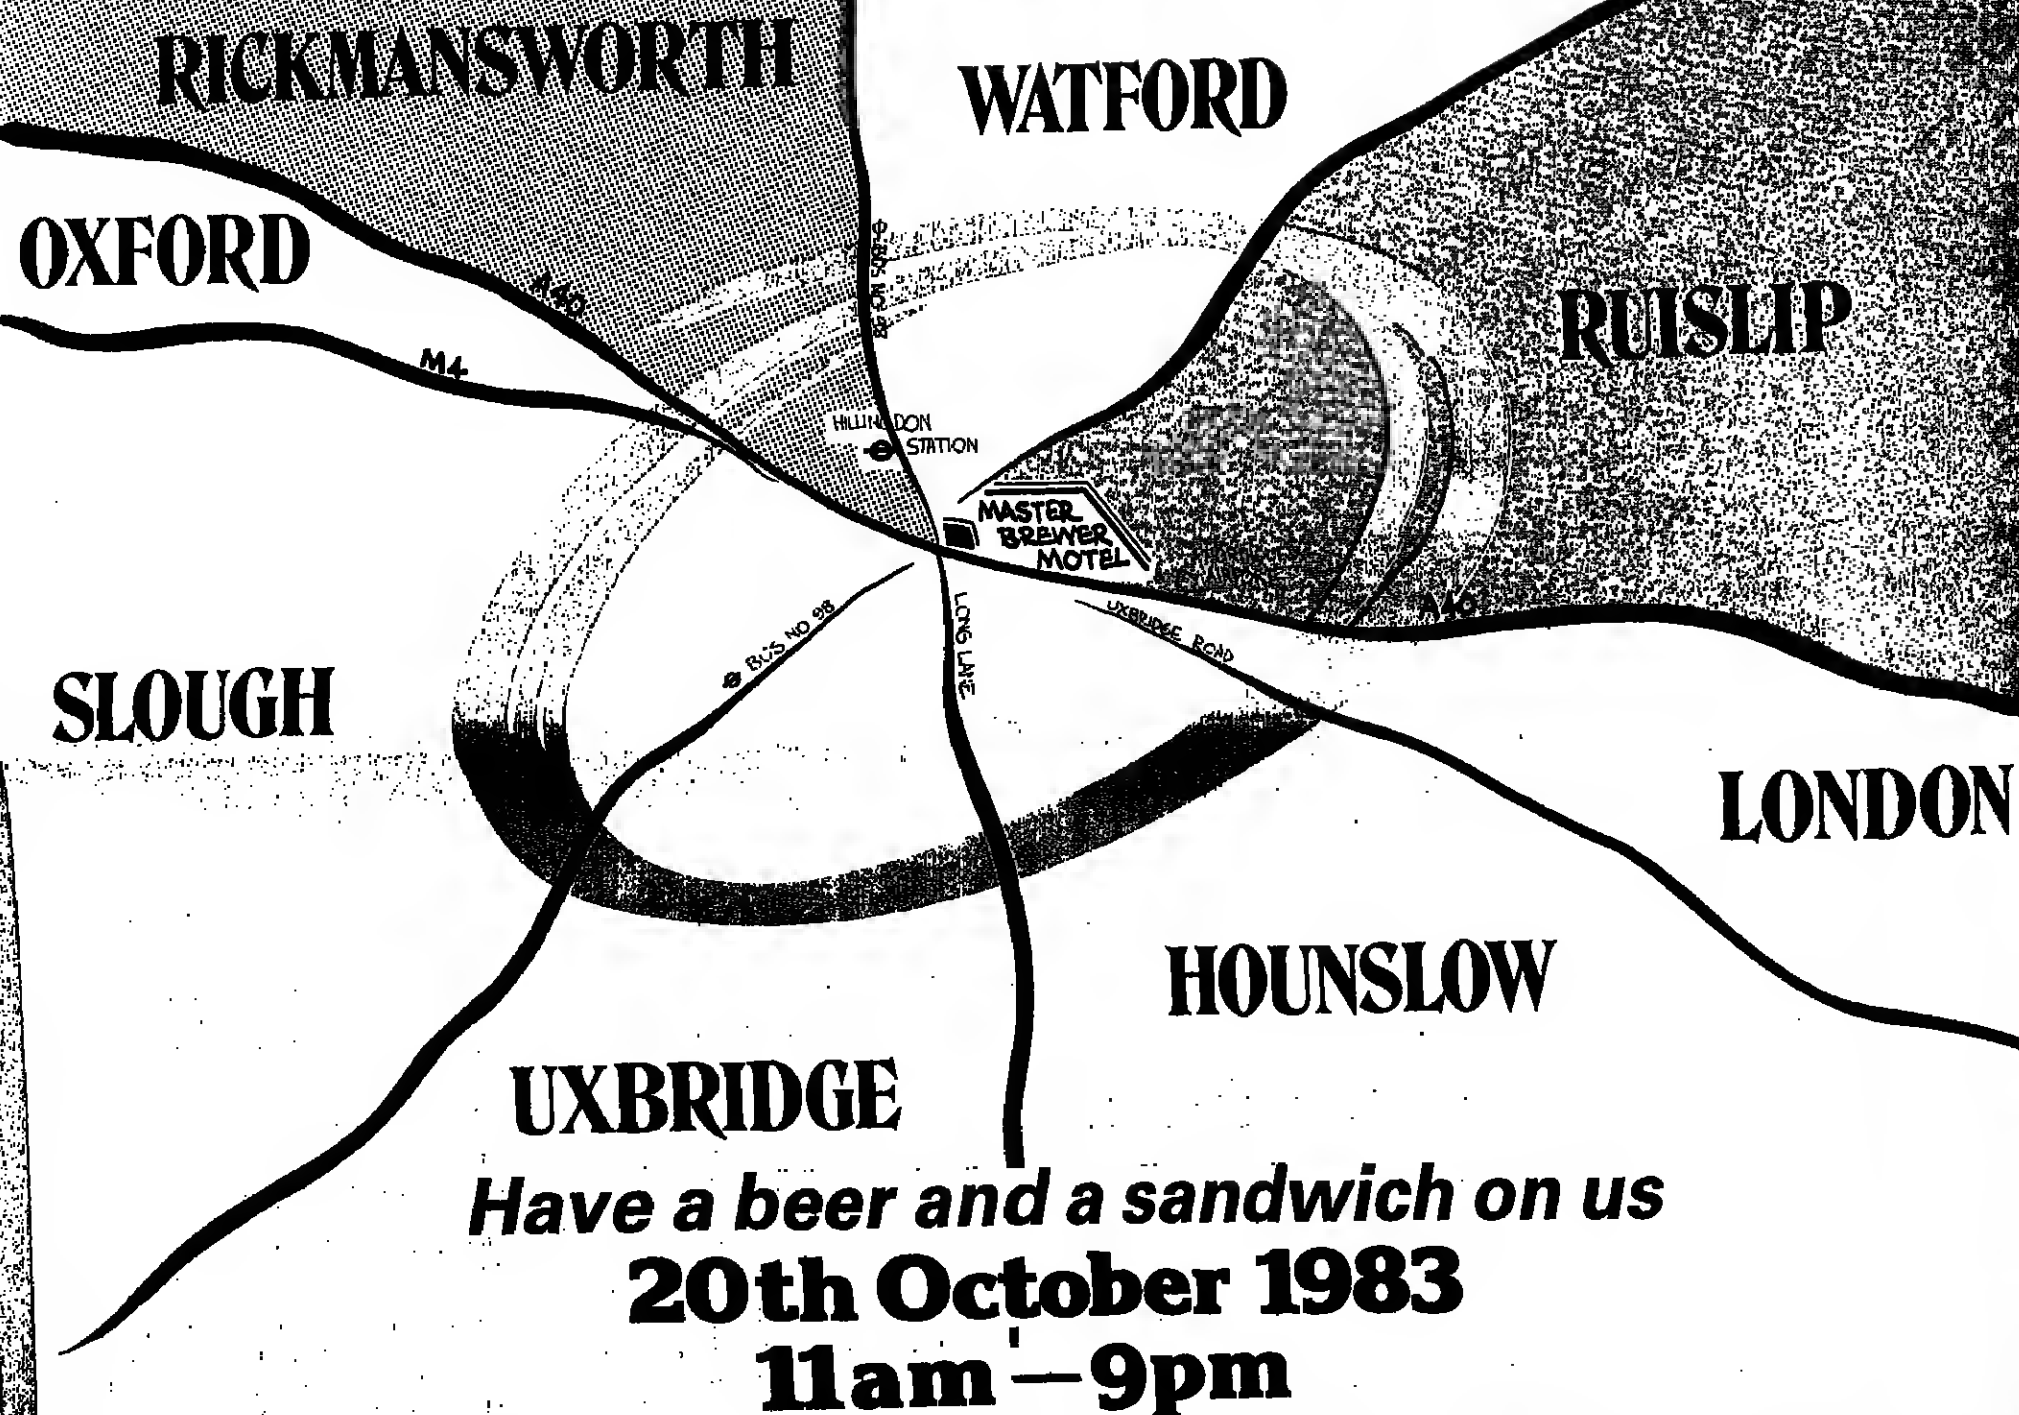 RICKMANSWORTH
WATFORD
OXFORD
A40
M4
RUISLIP
HILLINGDON
STATION
MASTER
BREWER
MOTEL
A40
UXBRIDGE ROAD
LONG LANE
BUS NO 98
SLOUGH
LONDON
HOUNSLOW
UXBRIDGE
Have a beer and a sandwich on us
20th October 1983
11am—9pm